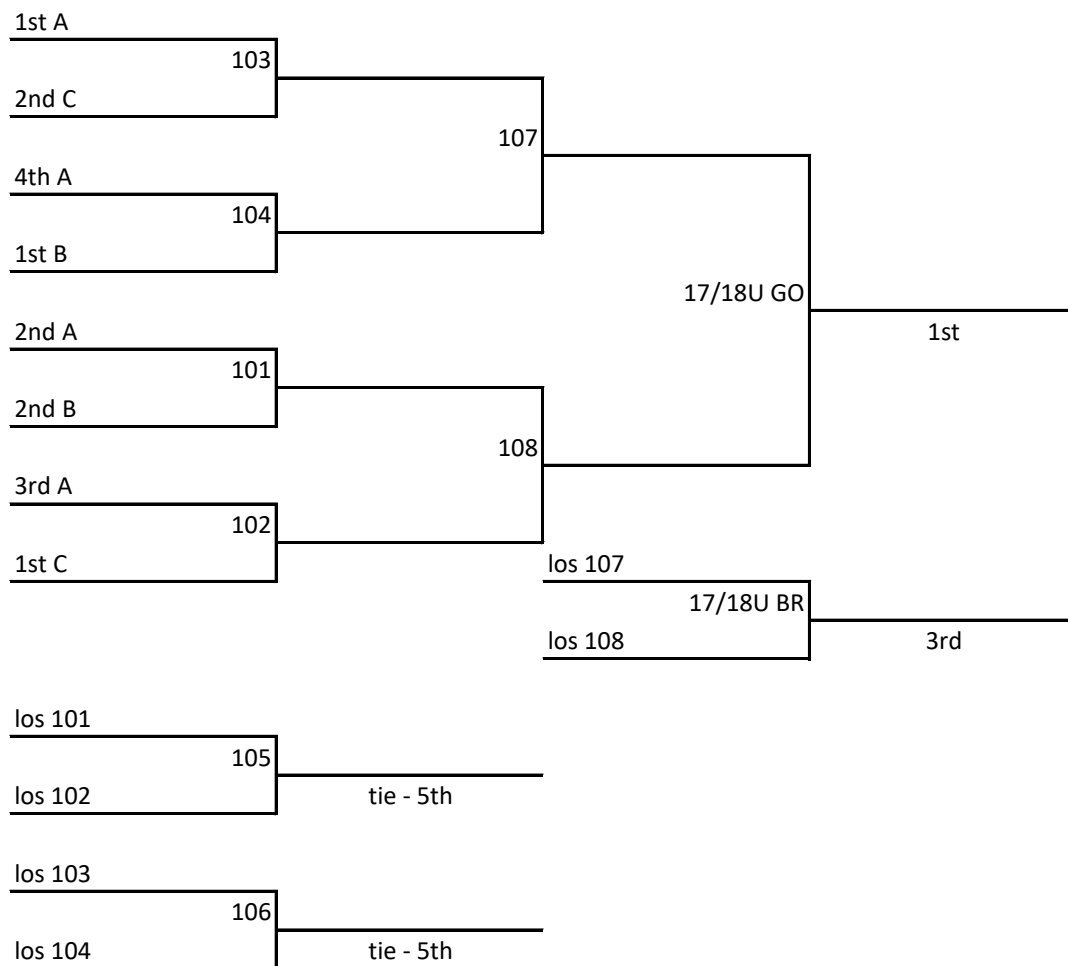 1st A
103
2nd C
107
4th A
104
1st B
17/18U GO
2nd A
1st
101
2nd B
108
3rd A
102
1st C
los 107
17/18U BR
los 108
3rd
los 101
105
los 102
tie - 5th
los 103
106
los 104
tie - 5th